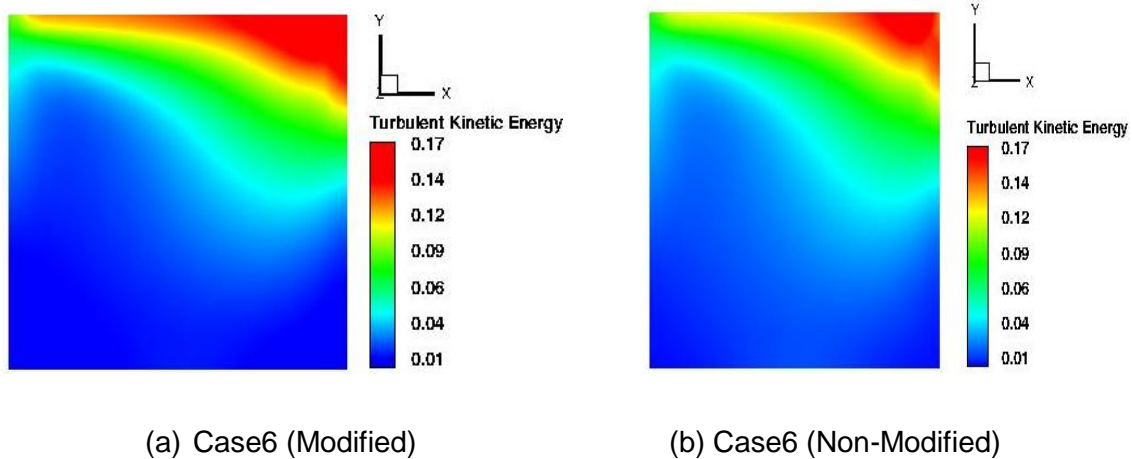 Y
Z X
Turbulent Kinetic Energy
0.17
0.14
0.12
0.09
0.06
0.04
0.01
Y
Z X
Turbulent Kinetic Energy
0.17
0.14
0.12
0.09
0.06
0.04
0.01
(a) Case6 (Modified)
(b) Case6 (Non-Modified)